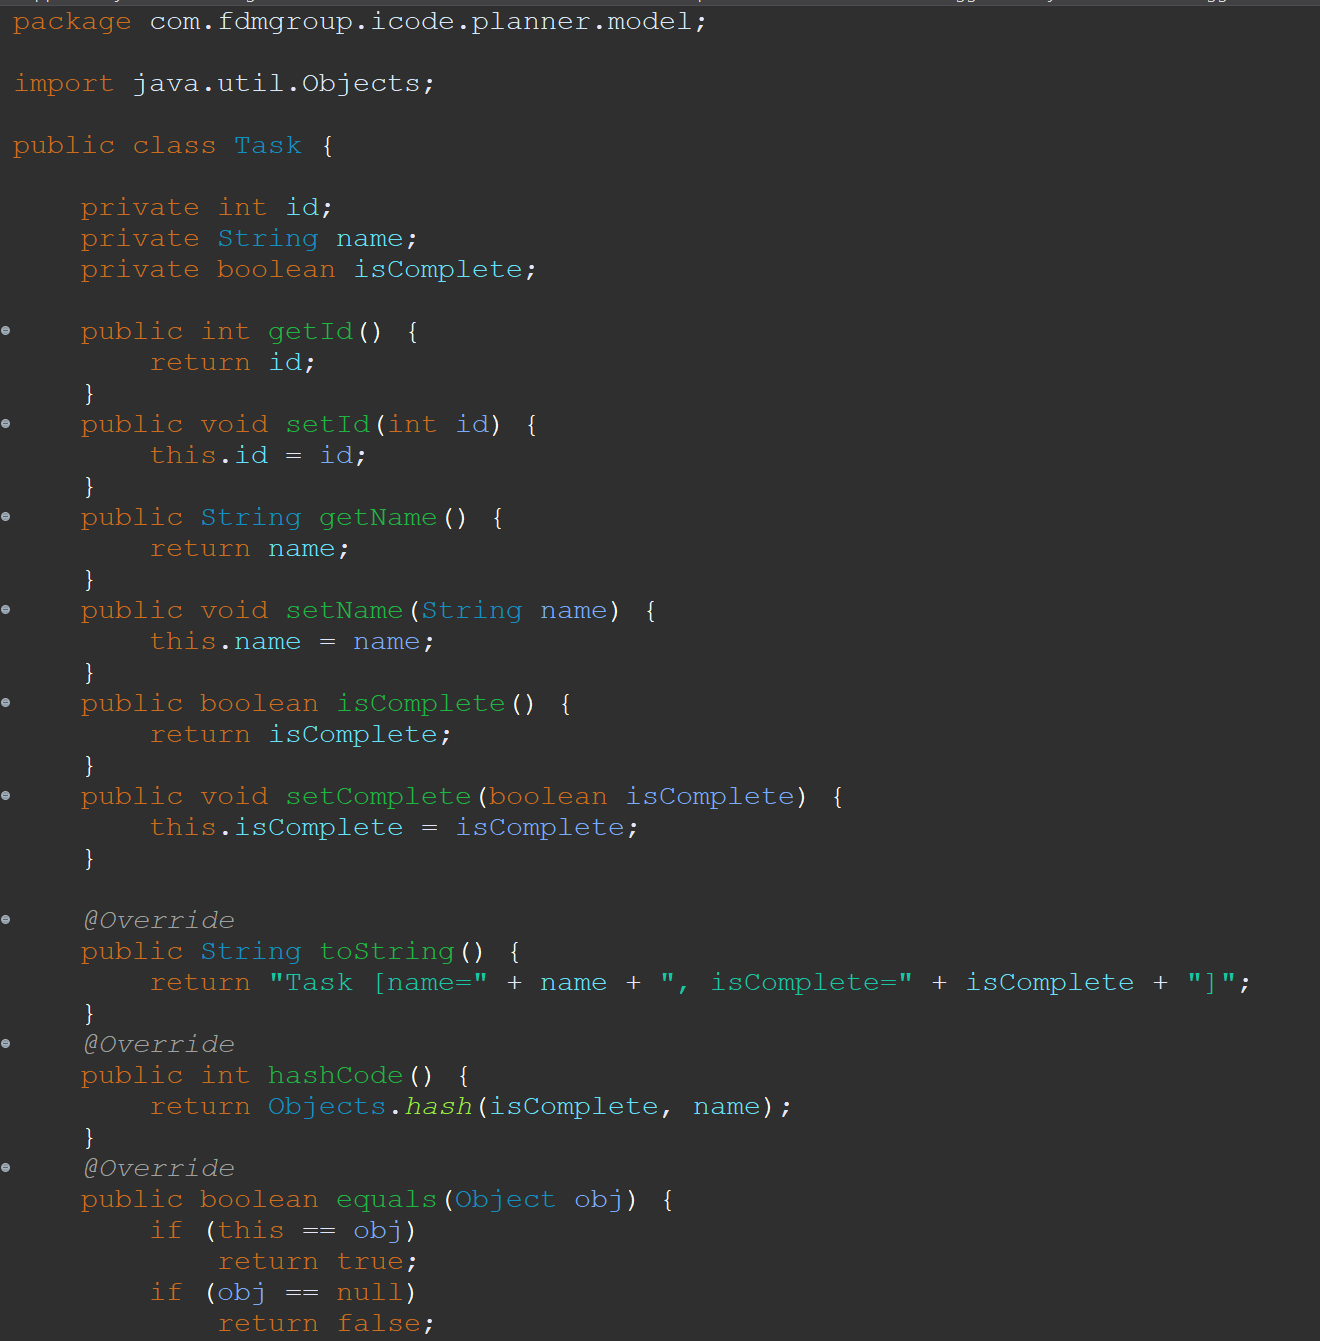 package com.fdmgroup.icode.planner.model;
import java.util.Objects;
public class Task {
private int id;
private String name;
private boolean isComplete;
public int getId() {
return id;
}
public void setId(int id) {
this.id = id;
}
public String getName() {
return name;
}
public void setName(String name) {
this.name = name;
}
public boolean isComplete() {
return isComplete;
}
public void setComplete(boolean isComplete) {
this.isComplete = isComplete;
}
@Override
public String toString() {
return "Task [name=" + name + ", isComplete=" + isComplete + "]";
}
@Override
public int hashCode() {
return Objects.hash(isComplete, name);
}
@Override
public boolean equals(Object obj) {
if (this == obj)
return true;
if (obj == null)
return false;